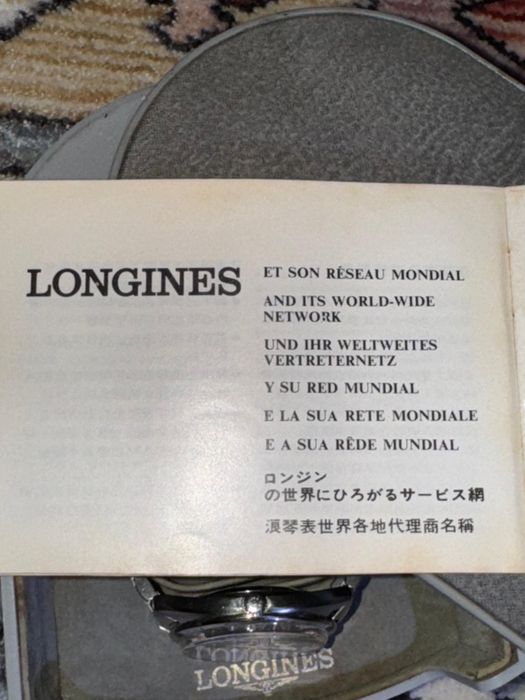 LONGINES
ET SON RÉSEAU MONDIAL
AND ITS WORLD-WIDE
NETWORK
UND IHR WELTWEITES
VERTRETERNETZ
Y SU RED MUNDIAL
E LA SUA RETE MONDIALE
E A SUA RÊDE MUNDIAL
ロンジン
の世界にひろがるサービス網
浪琴表世界各地代理商名稱
LONGINES